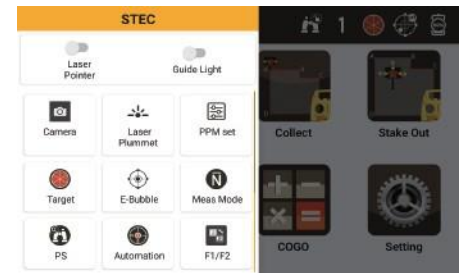 STEC
1
Laser
Pointer
Guide Light
Camera
Laser
Plummet
PPM set
Target
E-Bubble
N
Meas Mode
PS
Automation
F1/F2
Collect
Stake Out
COGO
Setting